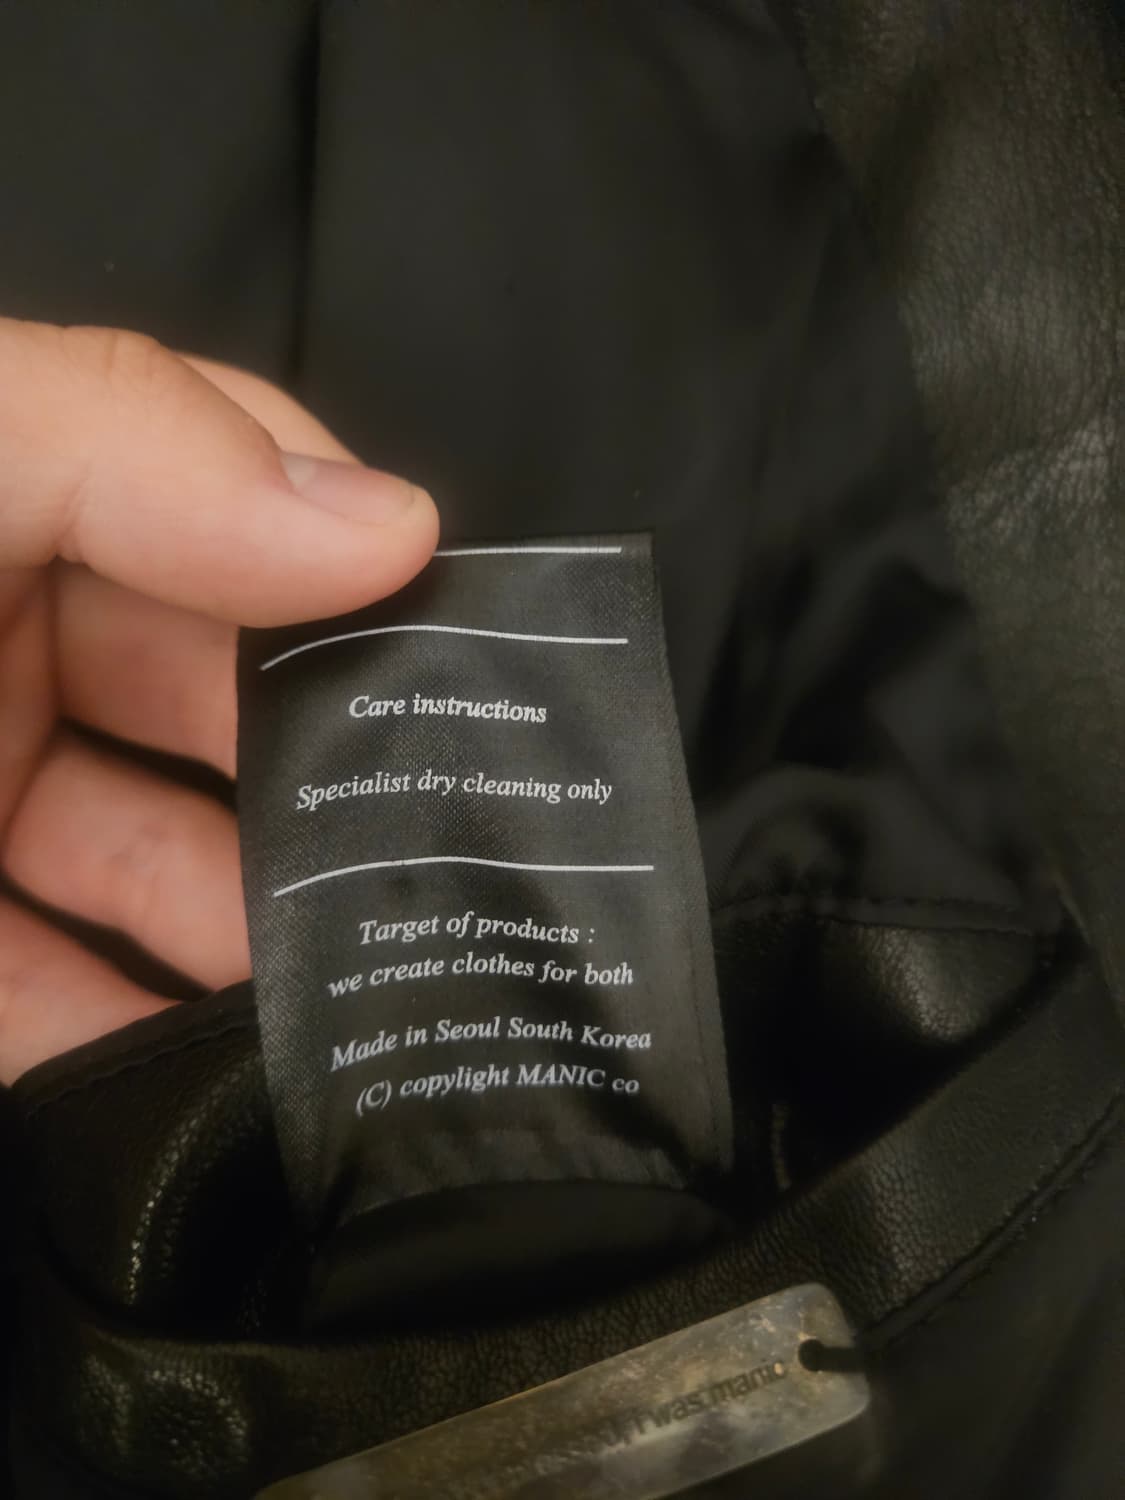 Care instructions
Specialist dry cleaning only
Target of products :
we create clothes for both
Made in Seoul South Korea
(C) copylight MANIC co
I was manic